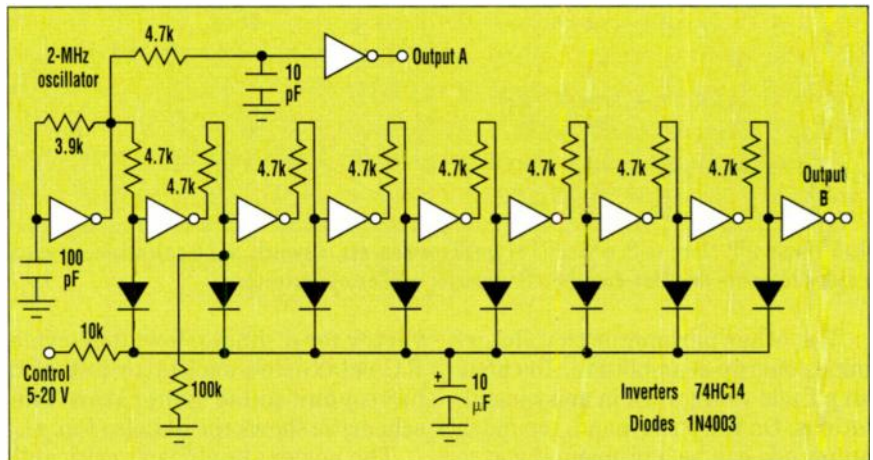 4.7k
2-MHz
oscillator
10
pF
Output A
3.9k
4.7k
4.7k
4.7k
4.7k
4.7k
4.7k
4.7k
4.7k
Output
B
100
pF
10k
Control
5-20 V
100k
+
10
µF
Inverters 74HC14
Diodes 1N4003